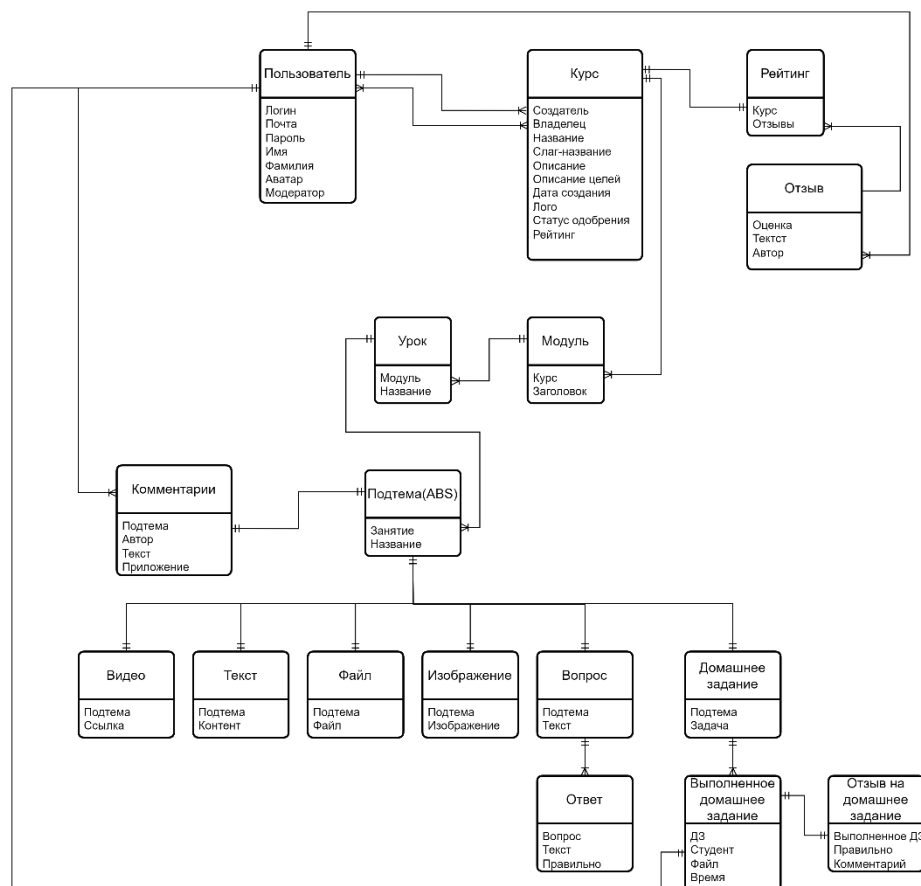 Пользователь
Логин
Почта
Пароль
Имя
Фамилия
Аватар
Модератор
Курс
Создатель
Владелец
Название
Слаг-название
Описание
Описание целей
Дата создания
Лого
Статус одобрения
Рейтинг
Рейтинг
Курс
Отзывы
Отзыв
Оценка
Тектст
Автор
Урок
Модуль
Название
Модуль
Курс
Заголовок
Комментарии
Подтема
Автор
Текст
Приложение
Подтема(ABS)
Занятие
Название
Видео
Подтема
Ссылка
Текст
Подтема
Контент
Файл
Подтема
Файл
Изображение
Подтема
Изображение
Вопрос
Подтема
Текст
Домашнее
задание
Подтема
Задача
Ответ
Вопрос
Текст
Правильно
Выполненное
домашнее
задание
ДЗ
Студент
Файл
Время
Отзыв на
домашнее
задание
Выполненное ДЗ
Правильно
Комментарий